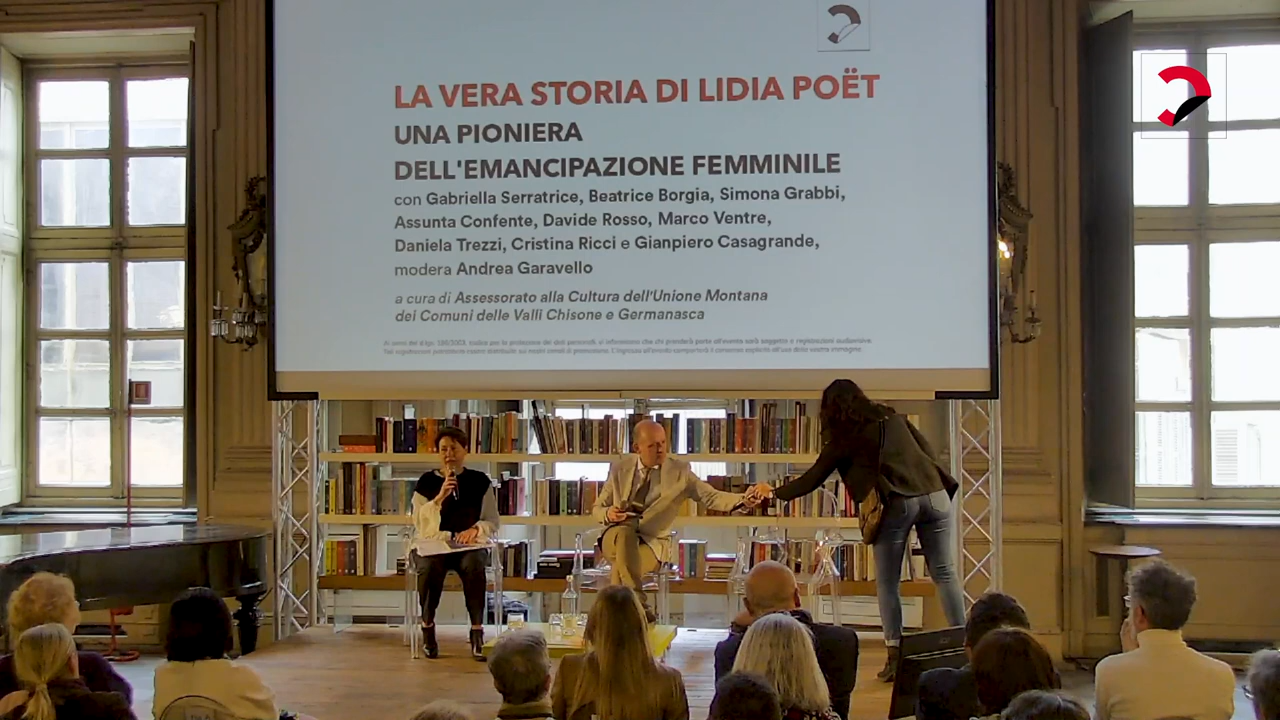 LA VERA STORIA DI LIDIA POËT
UNA PIONIERA
DELL'EMANCIPAZIONE FEMMINILE
con Gabriella Serratrice, Beatrice Borgia, Simona Grabbi,
Assunta Confente, Davide Rosso, Marco Ventre,
Daniela Trezzi, Cristina Ricci e Gianpiero Casagrande,
modera Andrea Garavello
a cura di Assessorato alla Cultura dell'Unione Montana
dei Comuni delle Valli Chisone e Germanasca